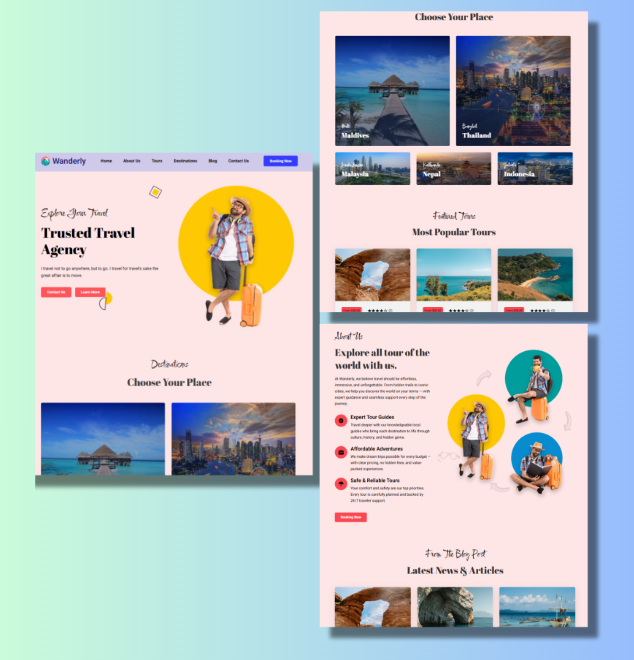 Wanderly
Home About Us Tours Destinations Blog Contact Us Booking Now
Explore Your Travel
Trusted Travel
Agency
I travel not to go anywhere, but to go. I travel for travel's sake the
great affair is to move.
Contact Us Learn More
Destinations
Choose Your Place
Choose Your Place
Maldives
Bangkok
Thailand
Malaysia
Kathmandu
Nepal
Jakarta
Indonesia
Featured Tours
Most Popular Tours
About Us
Explore all tour of the
world with us.
At Wanderly, we believe travel should be effortless,
immersive, and unforgettable. From hidden trails to iconic
cities, we help you discover the world on your terms — with
expert guidance and seamless support every step of the
journey.
Expert Tour Guides
Travel deeper with our knowledgeable local
guides who bring each destination to life through
culture, history, and hidden gems.
Affordable Adventures
We make dream trips possible for every budget —
with clear pricing, no hidden fees, and value-
packed experiences.
Safe & Reliable Tours
Your comfort and safety are our top priorities.
Every tour is carefully planned and backed by
24/7 traveler support.
Booking Now
From The Blog Post
Latest News & Articles